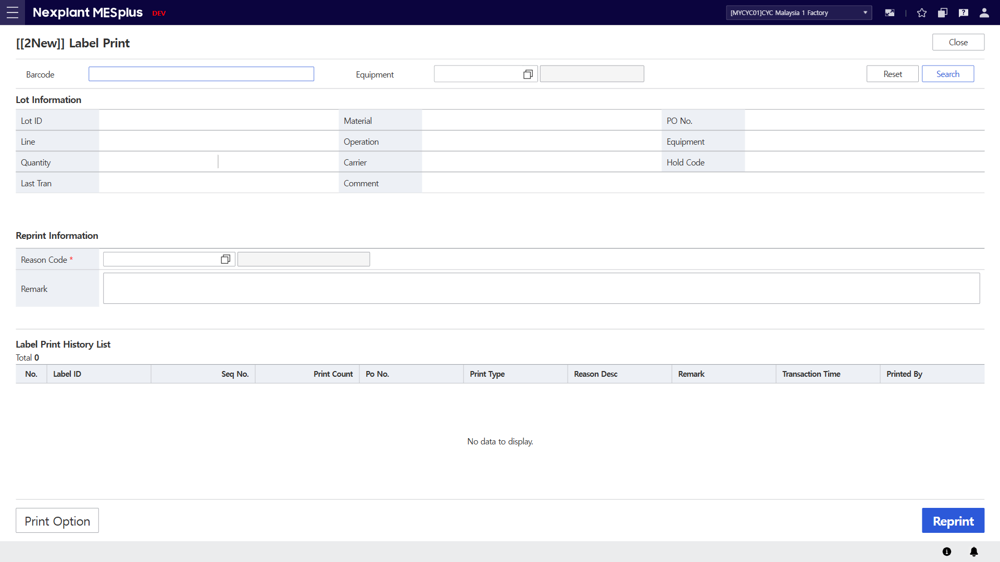 Nexplant MESplus DEV
[MYCYC01]CYC Malaysia 1 Factory
[[2New]] Label Print
Close
Barcode
Equipment
Reset
Search
Lot Information
Lot ID
Material
PO No.
Line
Operation
Equipment
Quantity
Carrier
Hold Code
Last Tran
Comment
Reprint Information
Reason Code *
Remark
Label Print History List
Total 0
No. Label ID Seq No. Print Count Po No. Print Type Reason Desc Remark Transaction Time Printed By
No data to display.
Print Option
Reprint